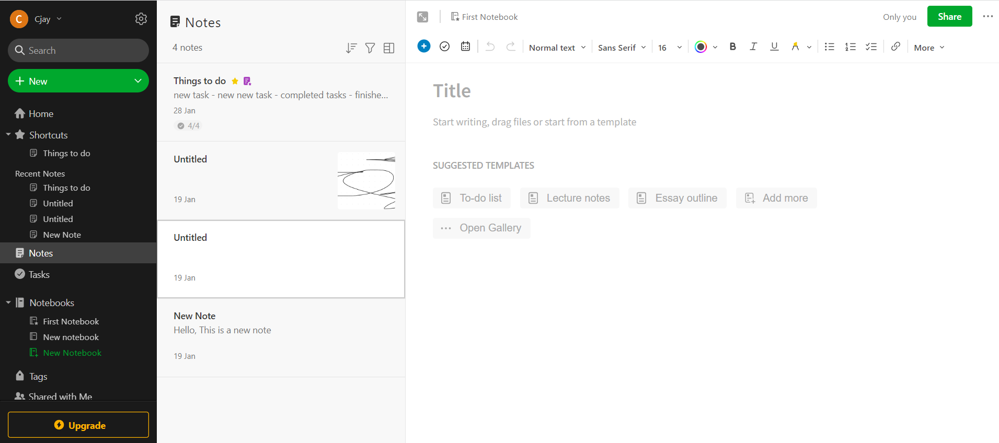 C Cjay
Search
New
Home
Shortcuts
Things to do
Recent Notes
Things to do
Untitled
Untitled
New Note
Notes
Tasks
Notebooks
First Notebook
New notebook
New Notebook
Tags
Shared with Me
Upgrade
Notes
4 notes
Things to do
new task - new new task - completed tasks - finishe...
28 Jan
4/4
Untitled
19 Jan
Untitled
19 Jan
New Note
Hello, This is a new note
19 Jan
First Notebook
Only you
Share
Normal text
Sans Serif
16
B I U A
More
Title
Start writing, drag files or start from a template
SUGGESTED TEMPLATES
To-do list
Lecture notes
Essay outline
Add more
Open Gallery